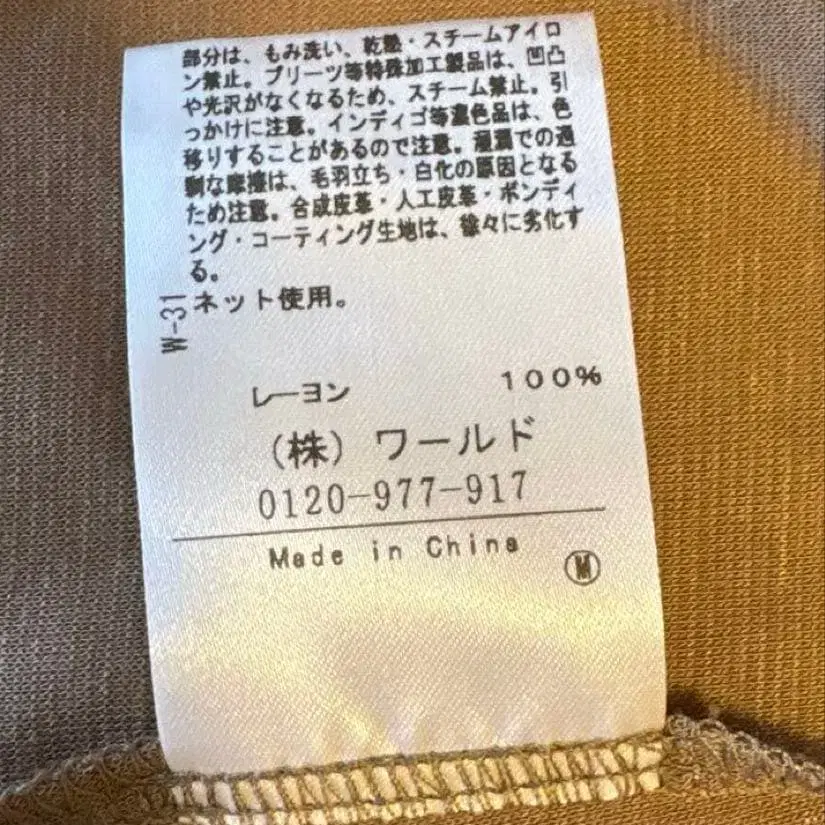 部分は、もみ洗い、乾熱・スチームアイロ
ン禁止。プリーツ等特殊加工製品は、凹凸
や光沢がなくなるため、スチーム禁止。引
っかけに注意。インディゴ等濃色品は、色
移りすることがあるので注意。湿潤での過
剰な摩擦は、毛羽立ち・白化の原因となる
ため注意。合成皮革・人工皮革・ボンディ
ング・コーティング生地は、徐々に劣化す
る。
ネット使用。
W-31
レーヨン 100%
(株) ワールド
0120-977-917
Made in China
Ⓜ